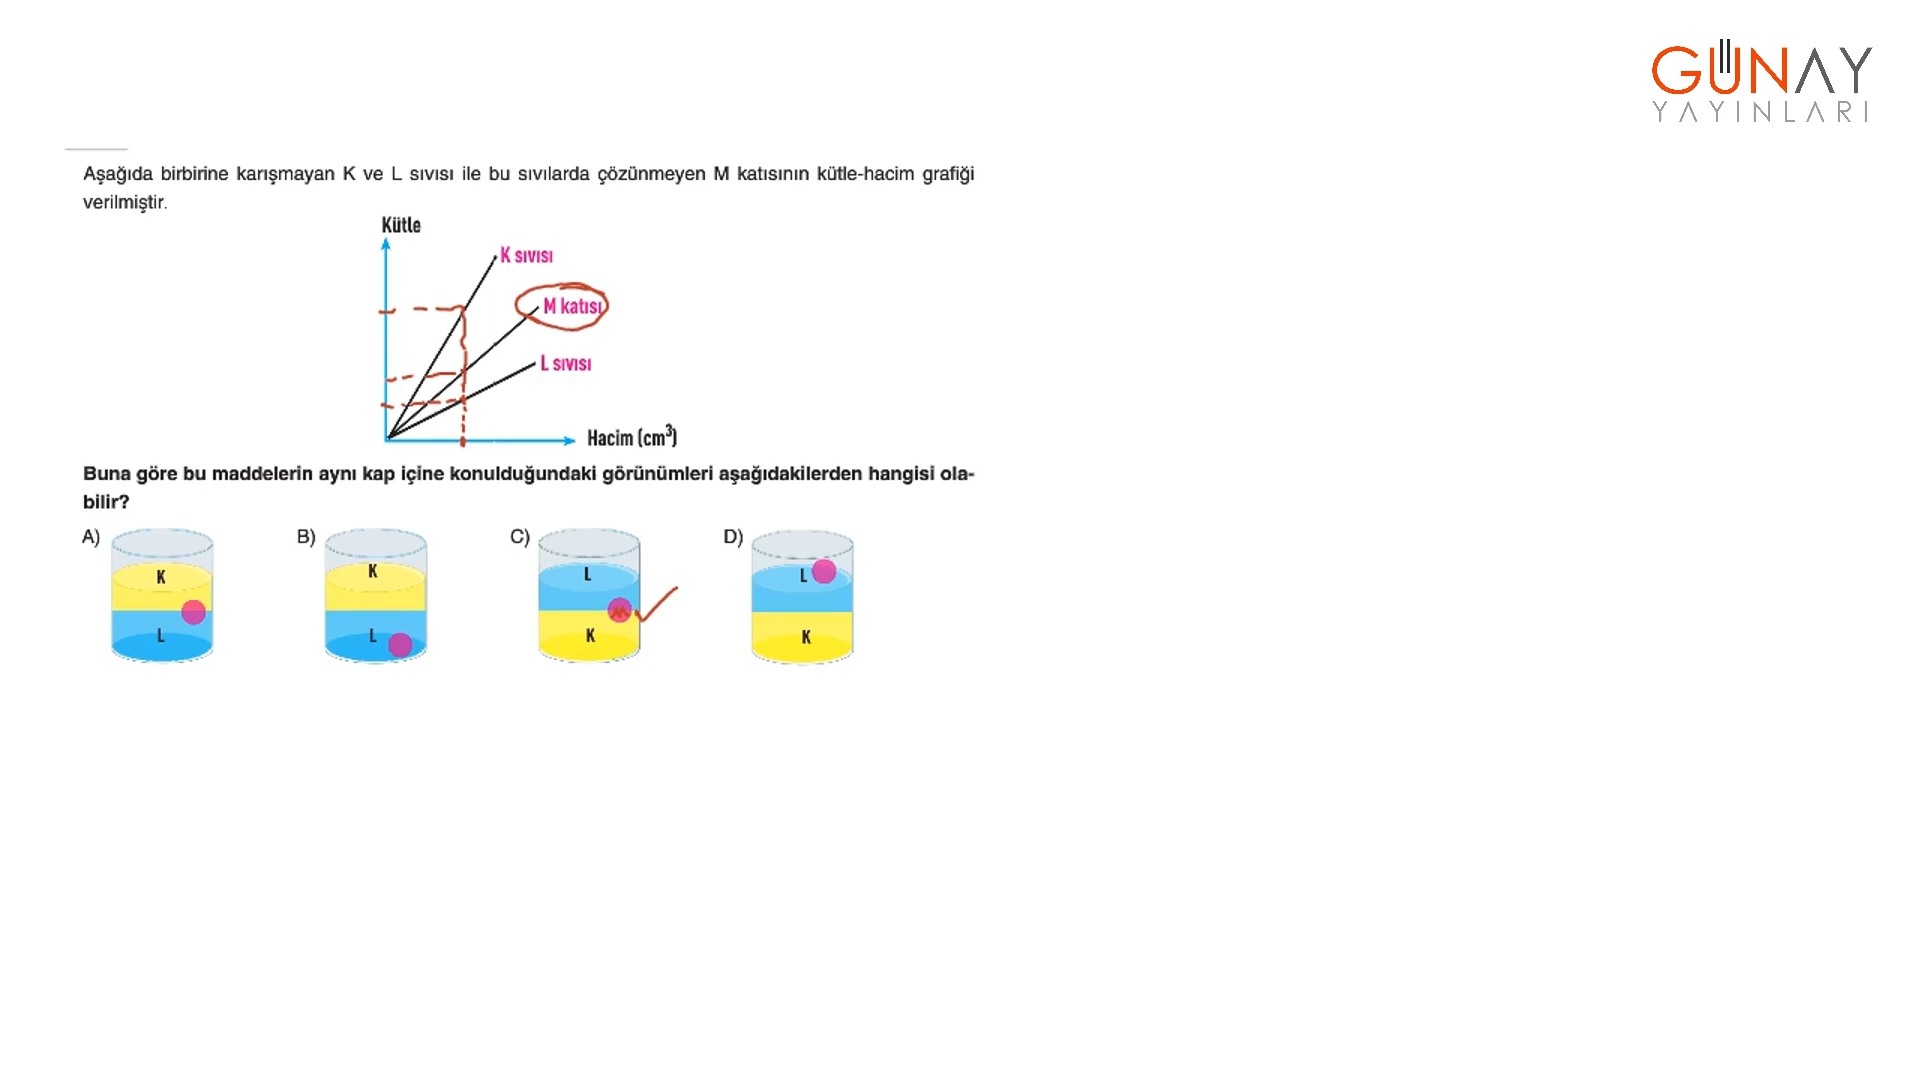 GÜNAY
YAYINLARI
Aşağıda birbirine karışmayan K ve L sıvısı ile bu sıvılarda çözünmeyen M katısının kütle-hacim grafiği
verilmiştir.
Kütle
K sıvısı
M katısı
L sıvısı
Hacim (cm³)
Buna göre bu maddelerin aynı kap içine konulduğundaki görünümleri aşağıdakilerden hangisi ola-
bilir?
A) B) C) D)
K K L L
M
L L K K